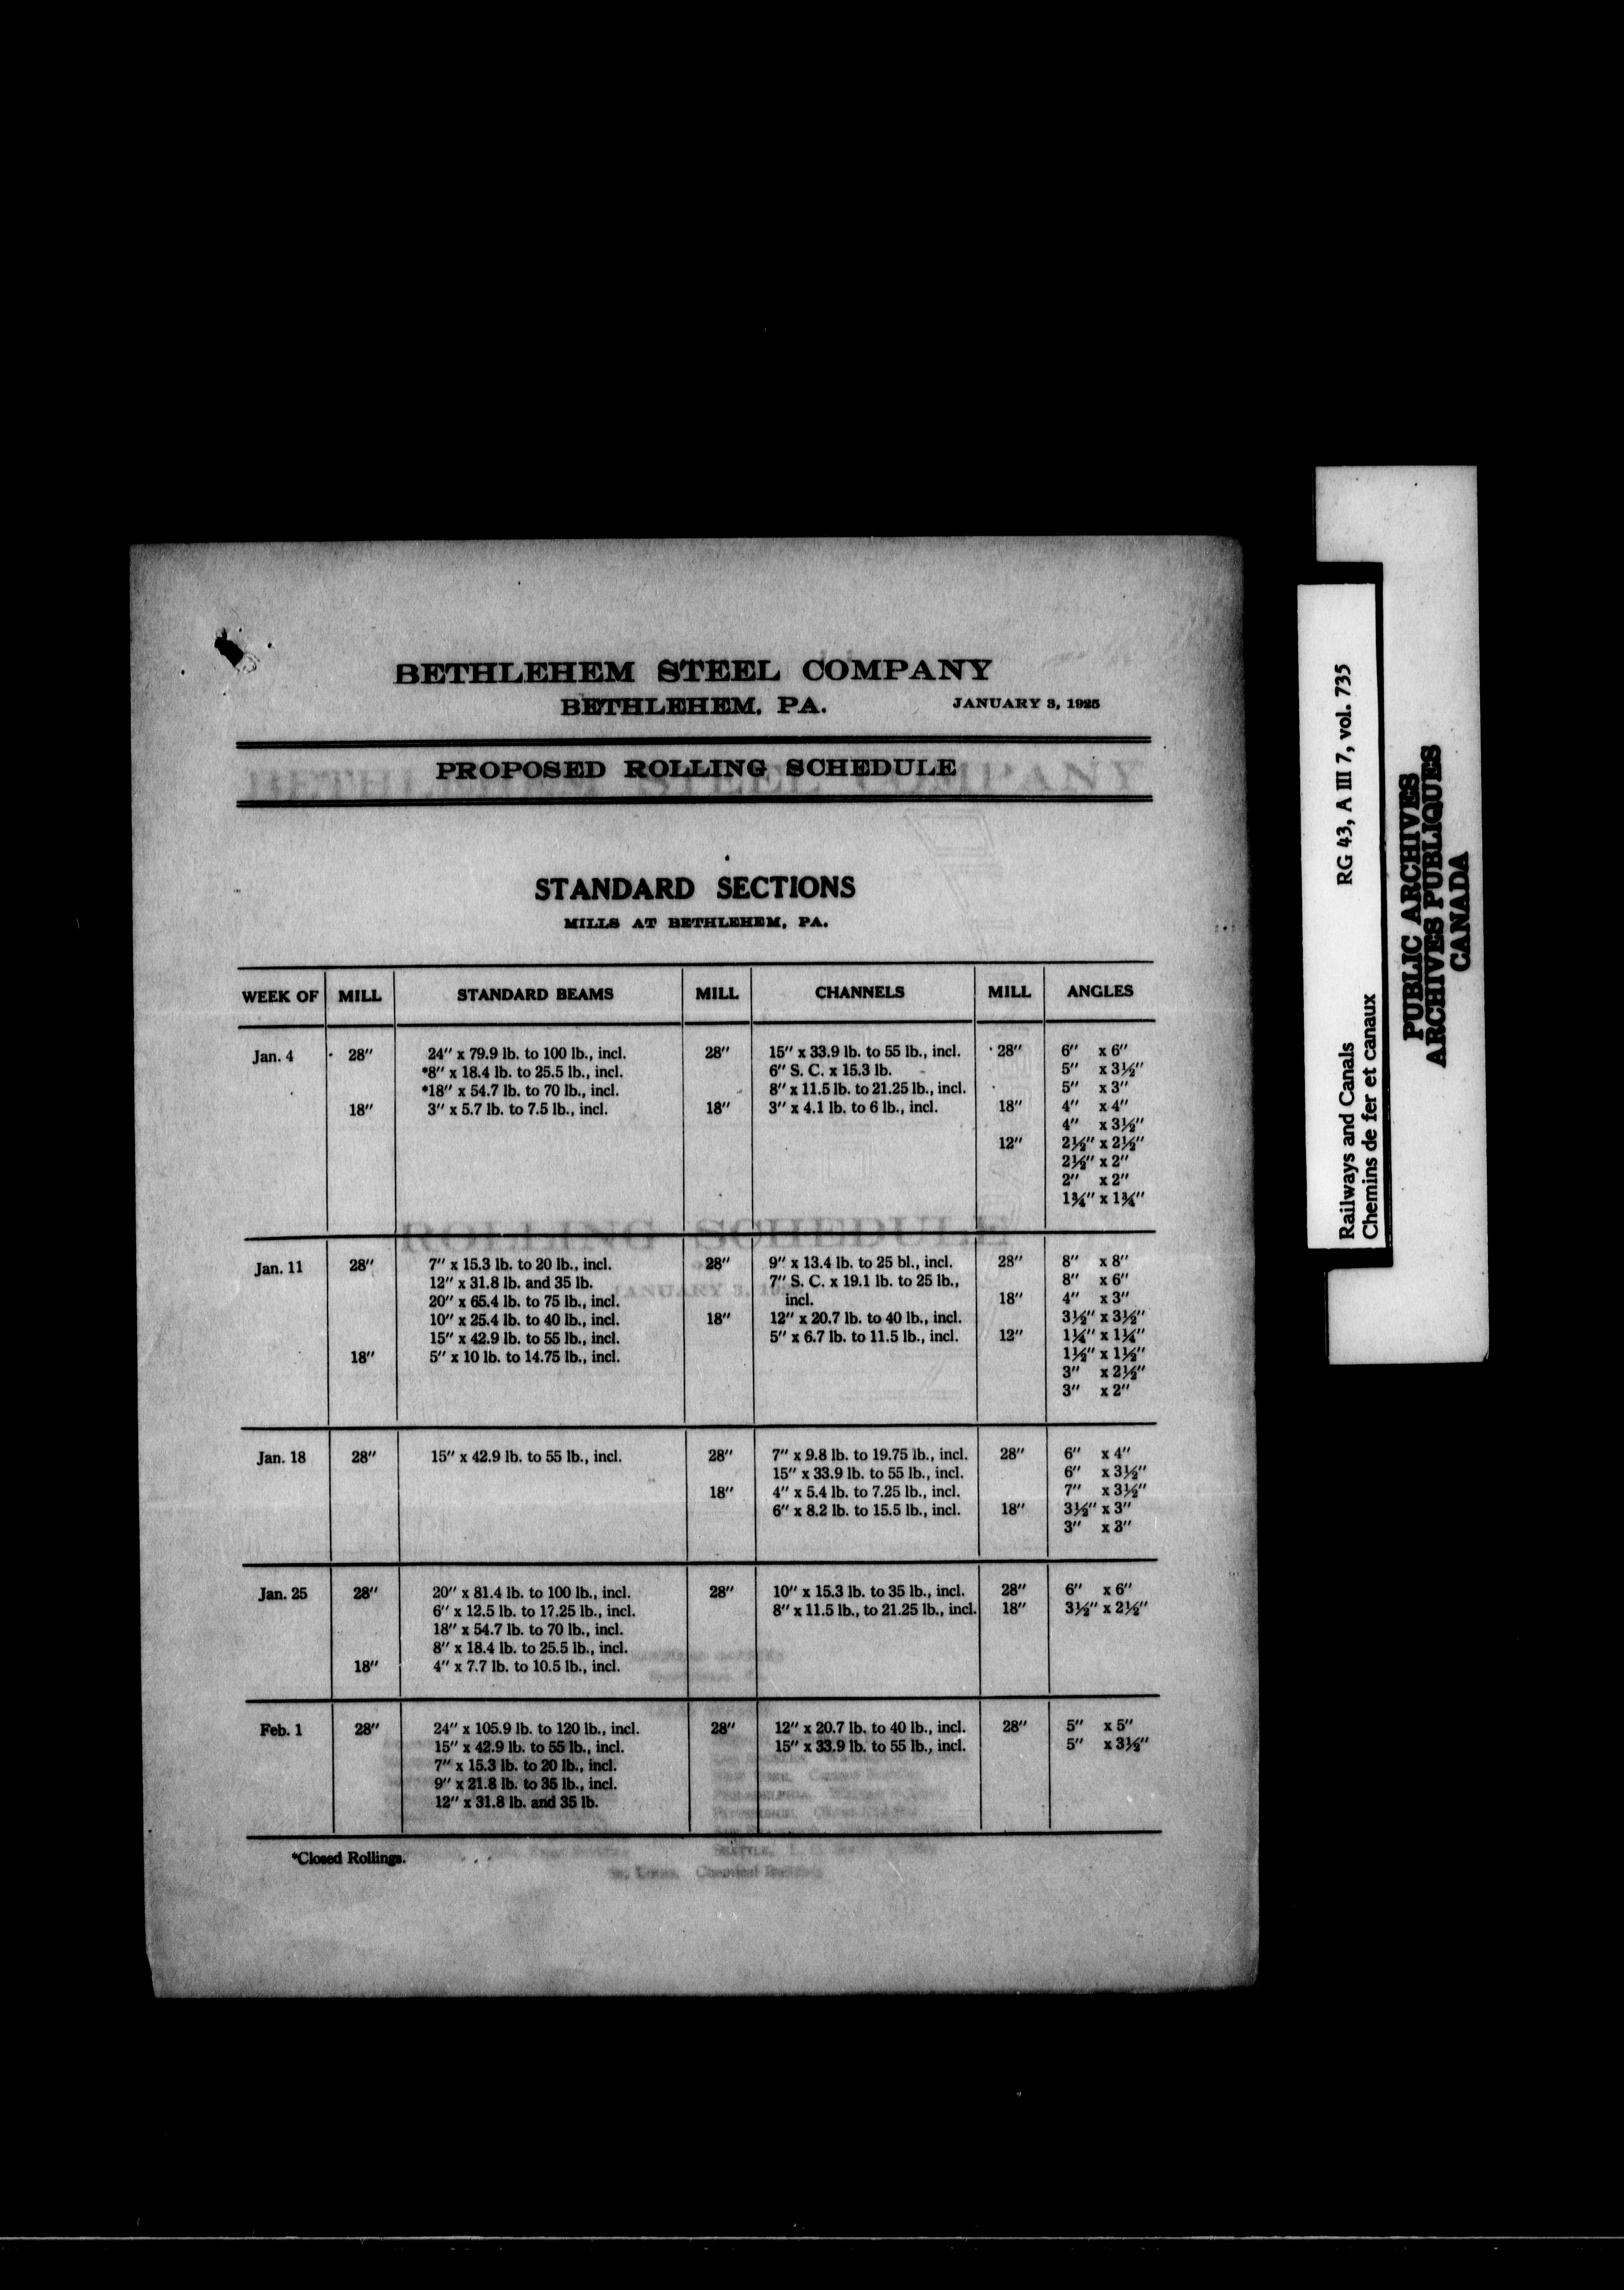 BETHLEHEM STEEL COMPANY
BETHLEHEM, PA. JANUARY 3, 1925
PROPOSED ROLLING SCHEDULE
STANDARD SECTIONS
MILLS AT BETHLEHEM, PA.
WEEK OF MILL STANDARD BEAMS MILL CHANNELS MILL ANGLES
Jan. 4 28" 24" x 79.9 lb. to 100 lb., incl. 28" 15" x 33.9 lb. to 55 lb., incl. 28" 6" x 6"
*8" x 18.4 lb. to 25.5 lb., incl. 6" S. C. x 15.3 lb. 5" x 3½"
*18" x 54.7 lb. to 70 lb., incl. 8" x 11.5 lb. to 21.25 lb., incl. 5" x 3"
18" 3" x 5.7 lb. to 7.5 lb., incl. 18" 3" x 4.1 lb. to 6 lb., incl. 18" 4" x 4"
4" x 3½"
12" 2½" x 2½"
2½" x 2"
2" x 2"
1¾" x 1¾"
Jan. 11 28" 7" x 15.3 lb. to 20 lb., incl. 28" 9" x 13.4 lb. to 25 bl., incl. 28" 8" x 8"
12" x 31.8 lb. and 35 lb. 7" S. C. x 19.1 lb. to 25 lb., 8" x 6"
20" x 65.4 lb. to 75 lb., incl. incl. 18" 4" x 3"
10" x 25.4 lb. to 40 lb., incl. 18" 12" x 20.7 lb. to 40 lb., incl. 3½" x 3½"
15" x 42.9 lb. to 55 lb., incl. 5" x 6.7 lb. to 11.5 lb., incl. 12" 1¼" x 1¼"
18" 5" x 10 lb. to 14.75 lb., incl. 1½" x 1½"
3" x 2½"
3" x 2"
Jan. 18 28" 15" x 42.9 lb. to 55 lb., incl. 28" 7" x 9.8 lb. to 19.75 lb., incl. 28" 6" x 4"
15" x 33.9 lb. to 55 lb., incl. 6" x 3½"
18" 4" x 5.4 lb. to 7.25 lb., incl. 7" x 3½"
6" x 8.2 lb. to 15.5 lb., incl. 18" 3½" x 3"
3" x 3"
Jan. 25 28" 20" x 81.4 lb. to 100 lb., incl. 28" 10" x 15.3 lb. to 35 lb., incl. 28" 6" x 6"
6" x 12.5 lb. to 17.25 lb., incl. 8" x 11.5 lb., to 21.25 lb., incl. 18" 3½" x 2½"
18" x 54.7 lb. to 70 lb., incl.
8" x 18.4 lb. to 25.5 lb., incl.
18" 4" x 7.7 lb. to 10.5 lb., incl.
Feb. 1 28" 24" x 105.9 lb. to 120 lb., incl. 28" 12" x 20.7 lb. to 40 lb., incl. 28" 5" x 5"
15" x 42.9 lb. to 55 lb., incl. 15" x 33.9 lb. to 55 lb., incl. 5" x 3½"
7" x 15.3 lb. to 20 lb., incl.
9" x 21.8 lb. to 35 lb., incl.
12" x 31.8 lb. and 35 lb.
*Closed Rollings.
Railways and Canals RG 43, A III 7, vol. 735
Chemins de fer et canaux
PUBLIC ARCHIVES
ARCHIVES PUBLIQUES
CANADA